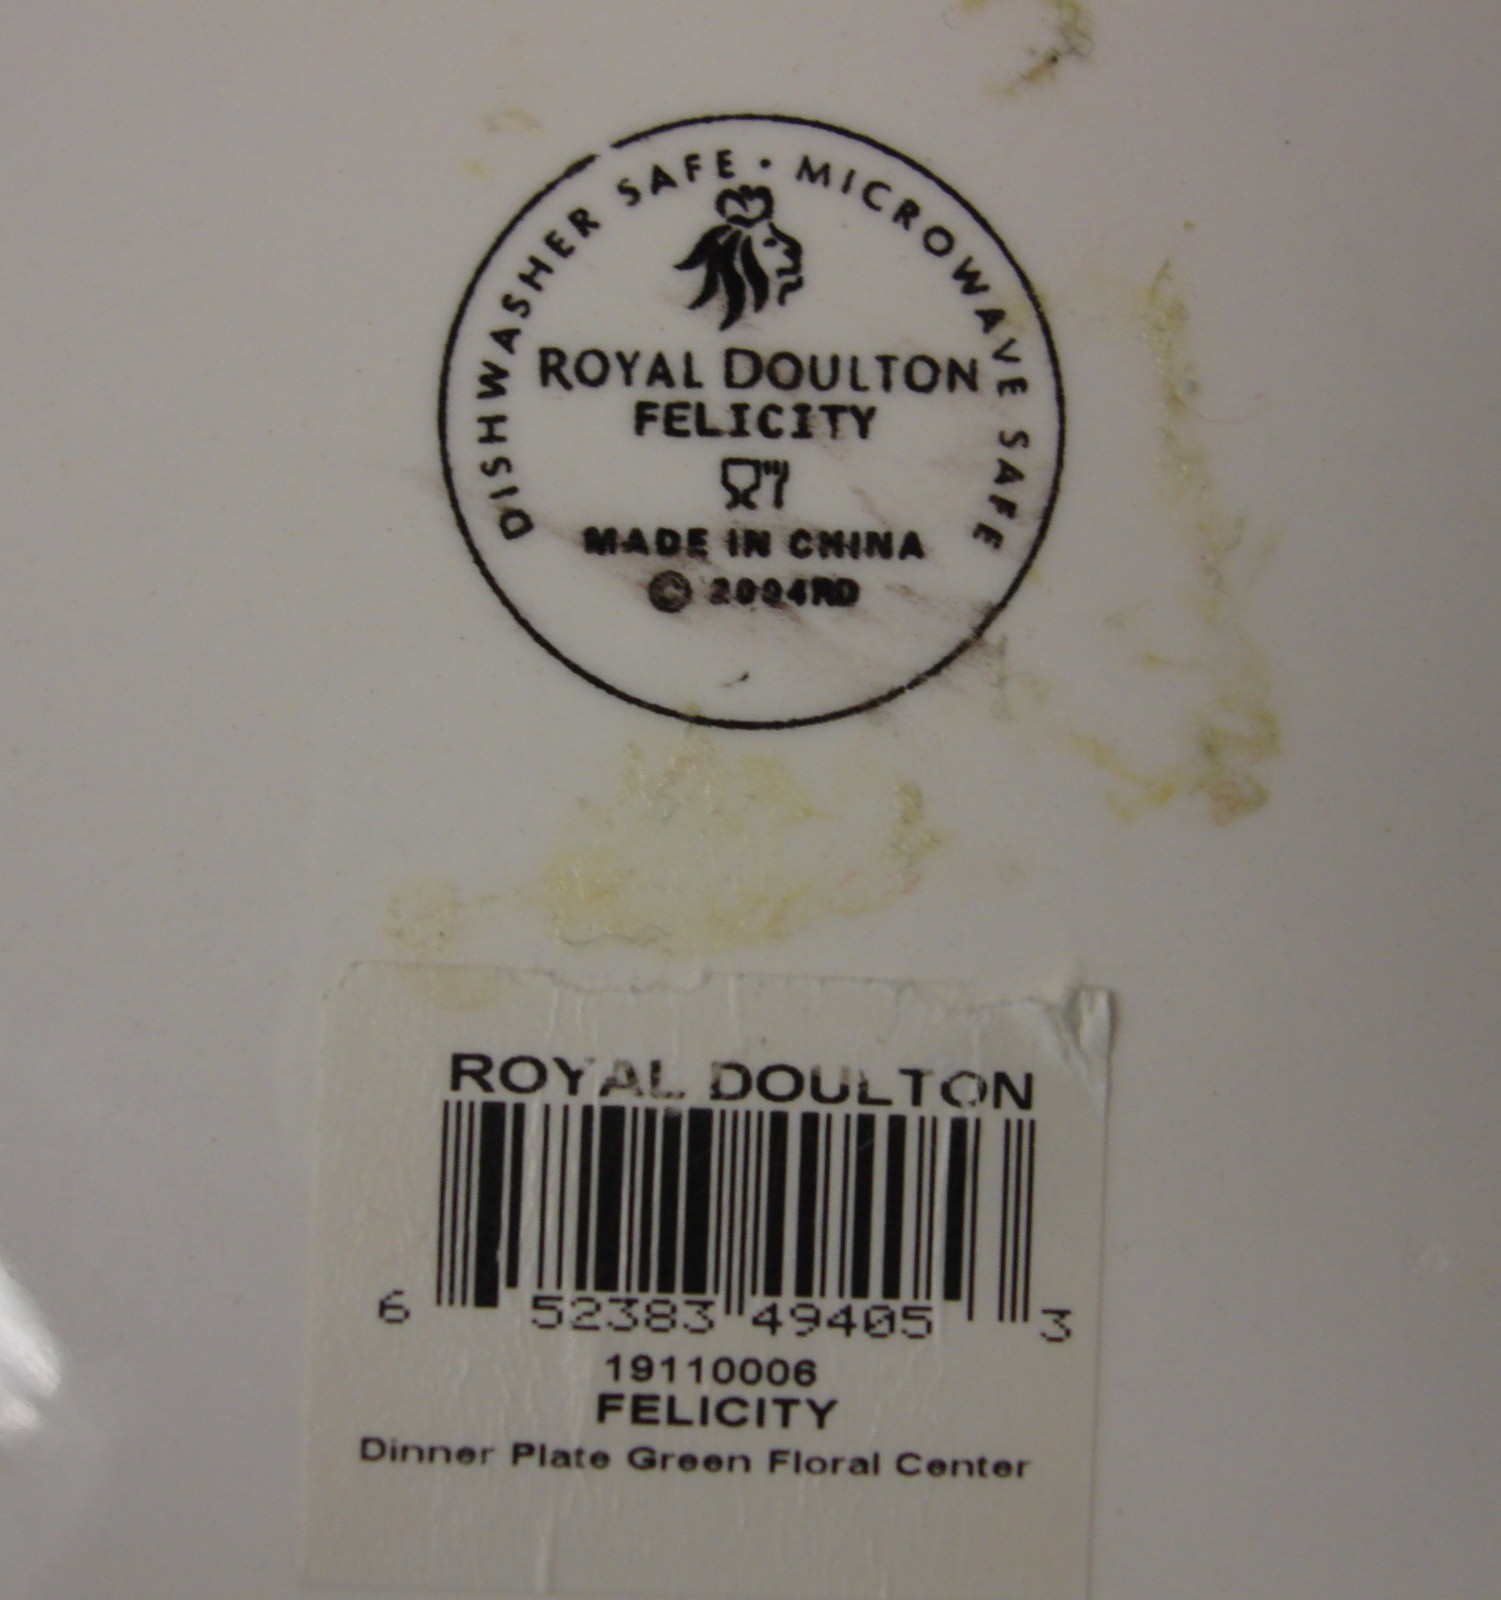 DISHWASHER SAFE · MICROWAVE SAFE
ROYAL DOULTON
FELICITY
MADE IN CHINA
© 2004RD
ROYAL DOULTON
6 52383 49405 3
19110006
FELICITY
Dinner Plate Green Floral Center